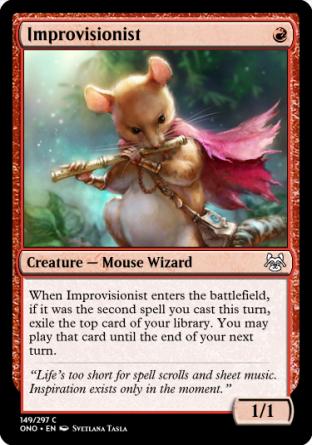 Improvisionist
Creature — Mouse Wizard
When Improvisionist enters the battlefield,
if it was the second spell you cast this turn,
exile the top card of your library. You may
play that card until the end of your next
turn.
“Life's too short for spell scrolls and sheet music.
Inspiration exists only in the moment.”
1/1
149/297 C
ONO • EN Svetlana Tasla